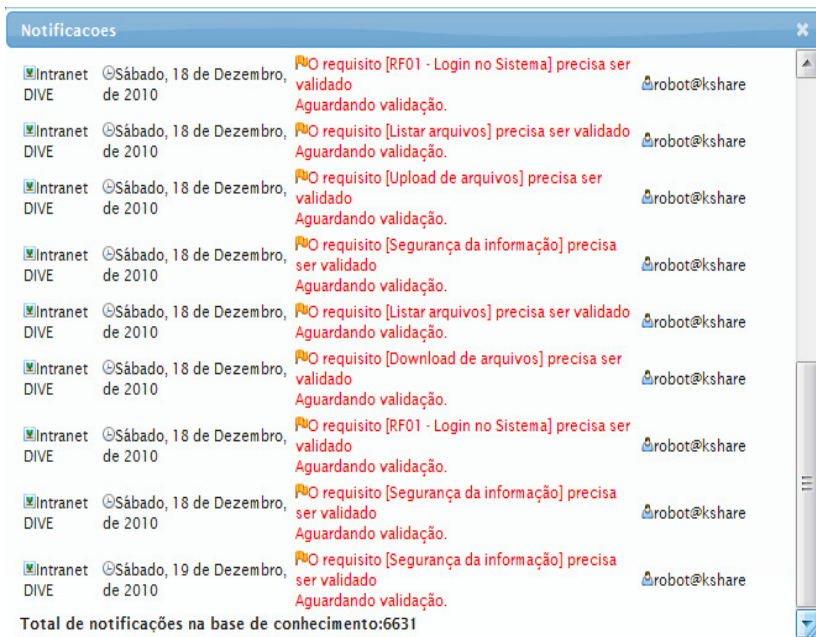 Notificacoes
Intranet DIVE Sábado, 18 de Dezembro, de 2010 O requisito [RF01 - Login no Sistema] precisa ser validado Aguardando validação. robot@kshare
Intranet DIVE Sábado, 18 de Dezembro, de 2010 O requisito [Listar arquivos] precisa ser validado Aguardando validação. robot@kshare
Intranet DIVE Sábado, 18 de Dezembro, de 2010 O requisito [Upload de arquivos] precisa ser validado Aguardando validação. robot@kshare
Intranet DIVE Sábado, 18 de Dezembro, de 2010 O requisito [Segurança da informação] precisa ser validado Aguardando validação. robot@kshare
Intranet DIVE Sábado, 18 de Dezembro, de 2010 O requisito [Listar arquivos] precisa ser validado Aguardando validação. robot@kshare
Intranet DIVE Sábado, 18 de Dezembro, de 2010 O requisito [Download de arquivos] precisa ser validado Aguardando validação. robot@kshare
Intranet DIVE Sábado, 18 de Dezembro, de 2010 O requisito [RF01 - Login no Sistema] precisa ser validado Aguardando validação. robot@kshare
Intranet DIVE Sábado, 18 de Dezembro, de 2010 O requisito [Segurança da informação] precisa ser validado Aguardando validação. robot@kshare
Intranet DIVE Sábado, 19 de Dezembro, de 2010 O requisito [Segurança da informação] precisa ser validado Aguardando validação. robot@kshare
Total de notificações na base de conhecimento:6631